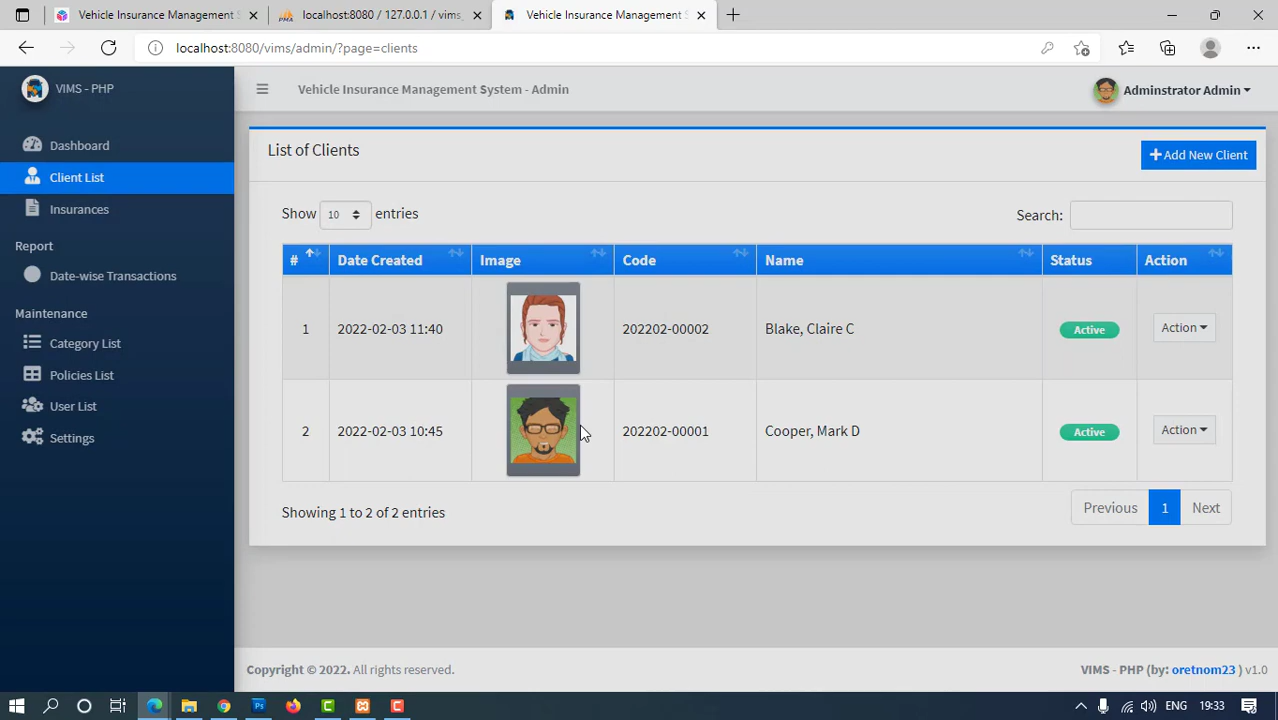 Vehicle Insurance Management S
localhost:8080 / 127.0.0.1 / vims_
Vehicle Insurance Management S
localhost:8080/vims/admin/?page=clients
VIMS - PHP
Vehicle Insurance Management System - Admin
Adminstrator Admin
Dashboard
Client List
Insurances
Report
Date-wise Transactions
Maintenance
Category List
Policies List
User List
Settings
List of Clients
Add New Client
Show 10 entries
Search:
# Date Created Image Code Name Status Action
1 2022-02-03 11:40 202202-00002 Blake, Claire C Active Action
2 2022-02-03 10:45 202202-00001 Cooper, Mark D Active Action
Showing 1 to 2 of 2 entries
Previous 1 Next
Copyright © 2022. All rights reserved.
VIMS - PHP (by: oretnom23 ) v1.0
ENG 19:33